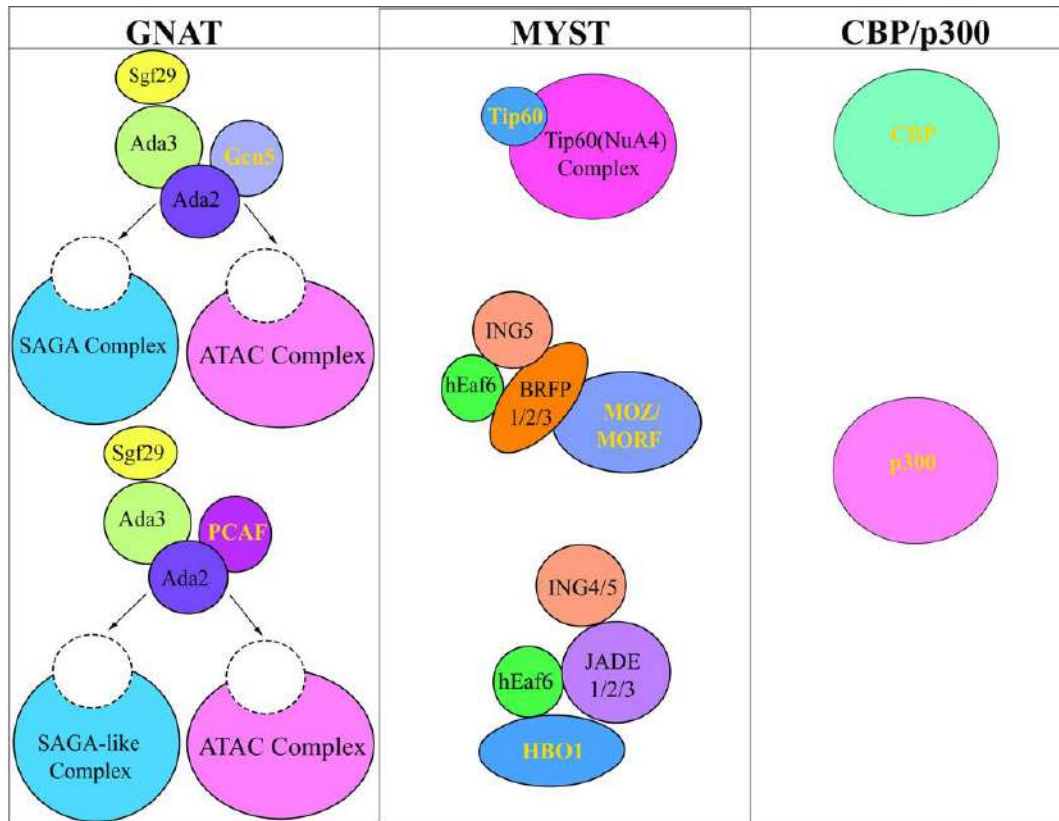 GNAT
Sgf29
Ada3
Gcn5
Ada2
SAGA Complex
ATAC Complex
Sgf29
Ada3
PCAF
Ada2
SAGA-like
Complex
ATAC Complex
MYST
Tip60
Tip60(NuA4)
Complex
ING5
hEaf6
BRFP
1/2/3
MOZ/
MORF
ING4/5
hEaf6
JADE
1/2/3
HBO1
CBP/p300
CBP
p300